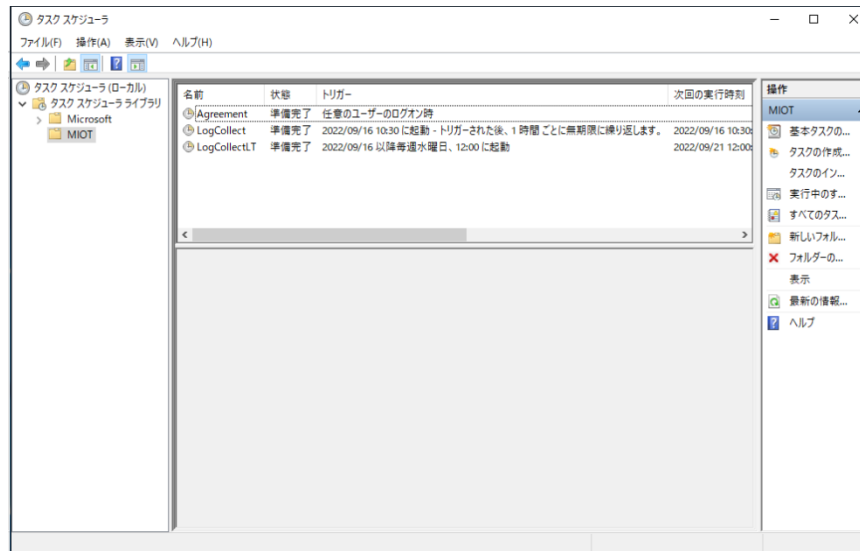 タスク スケジューラ
ファイル(F) 操作(A) 表示(V) ヘルプ(H)
タスク スケジューラ (ローカル)
タスク スケジューラ ライブラリ
Microsoft
MIOT
名前 状態 トリガー 次回の実行時刻
Agreement 準備完了 任意のユーザーのログオン時
LogCollect 準備完了 2022/09/16 10:30 に起動 - トリガーされた後、1 時間 ごとに無期限に繰り返します。 2022/09/16 10:30:
LogCollectLT 準備完了 2022/09/16 以降毎週水曜日、12:00 に起動 2022/09/21 12:00:
操作
MIOT
基本タスクの...
タスクの作成...
タスクのイン...
実行中のす...
すべてのタス...
新しいフォル...
フォルダーの...
表示
最新の情報...
ヘルプ